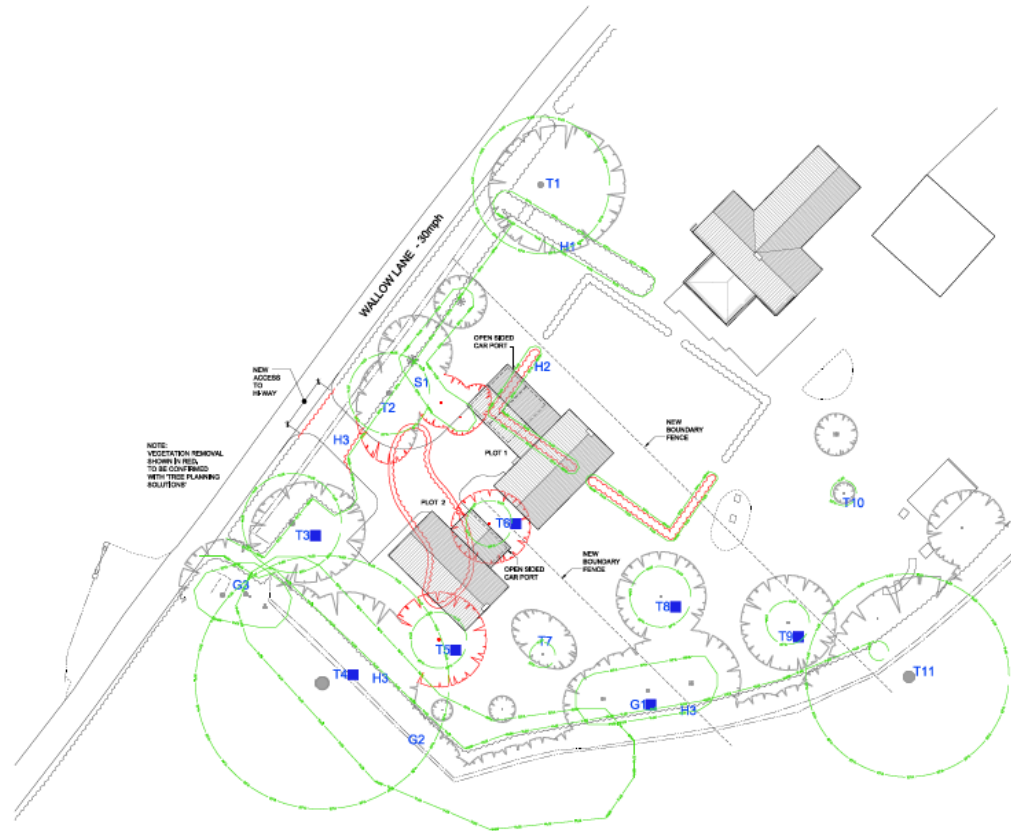 T1
WALLOW LANE - 30mph
H1
OPEN SIDED
CAR PORT
H2
NEW
ACCESS
TO
HI-WAY
S1
T2
H3
NEW
BOUNDARY
FENCE
NOTE:
VEGETATION REMOVAL
SHOWN IN RED,
TO BE CONFIRMED
WITH 'TREE PLANNING
SOLUTIONS'
PLOT 1
PLOT 2
T10
T6
T3
OPEN SIDED
CAR PORT
NEW
BOUNDARY
FENCE
G3
T8
T9
T7
T5
T4
H3
T11
G1
H3
G2